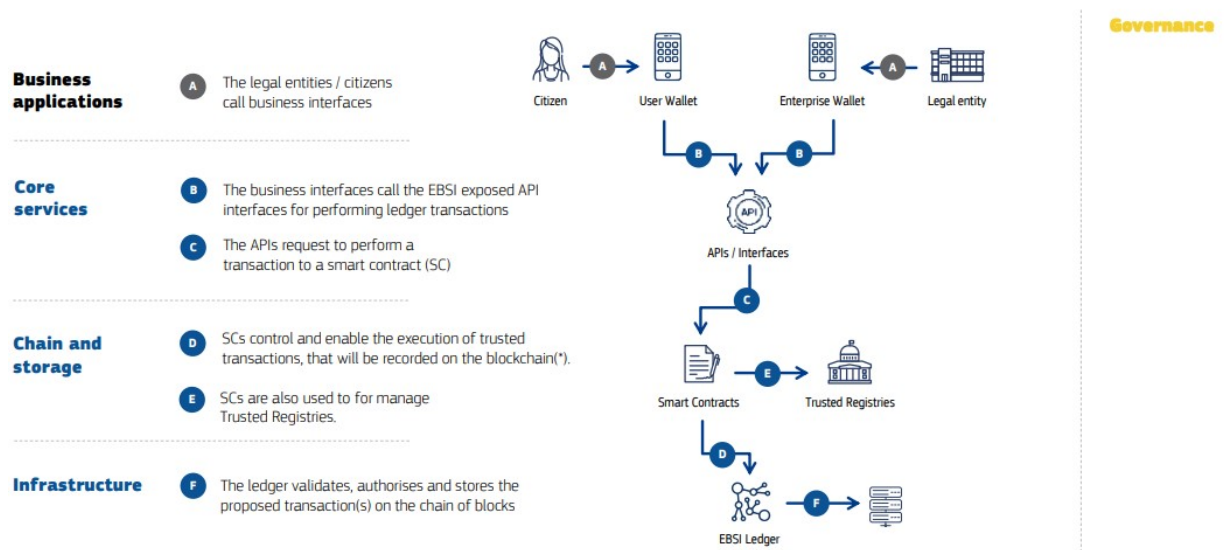 Governance
Business
applications
A
The legal entities / citizens
call business interfaces
Citizen
A
User Wallet
Enterprise Wallet
A
Legal entity
B
B
Core
services
B
The business interfaces call the EBSI exposed API
interfaces for performing ledger transactions
C
The APIs request to perform a
transaction to a smart contract (SC)
API
APIs / Interfaces
C
Chain and
storage
D
SCs control and enable the execution of trusted
transactions, that will be recorded on the blockchain(*).
E
SCs are also used to for manage
Trusted Registries.
Smart Contracts
E
Trusted Registries
D
Infrastructure
F
The ledger validates, authorises and stores the
proposed transaction(s) on the chain of blocks
F
EBSI Ledger